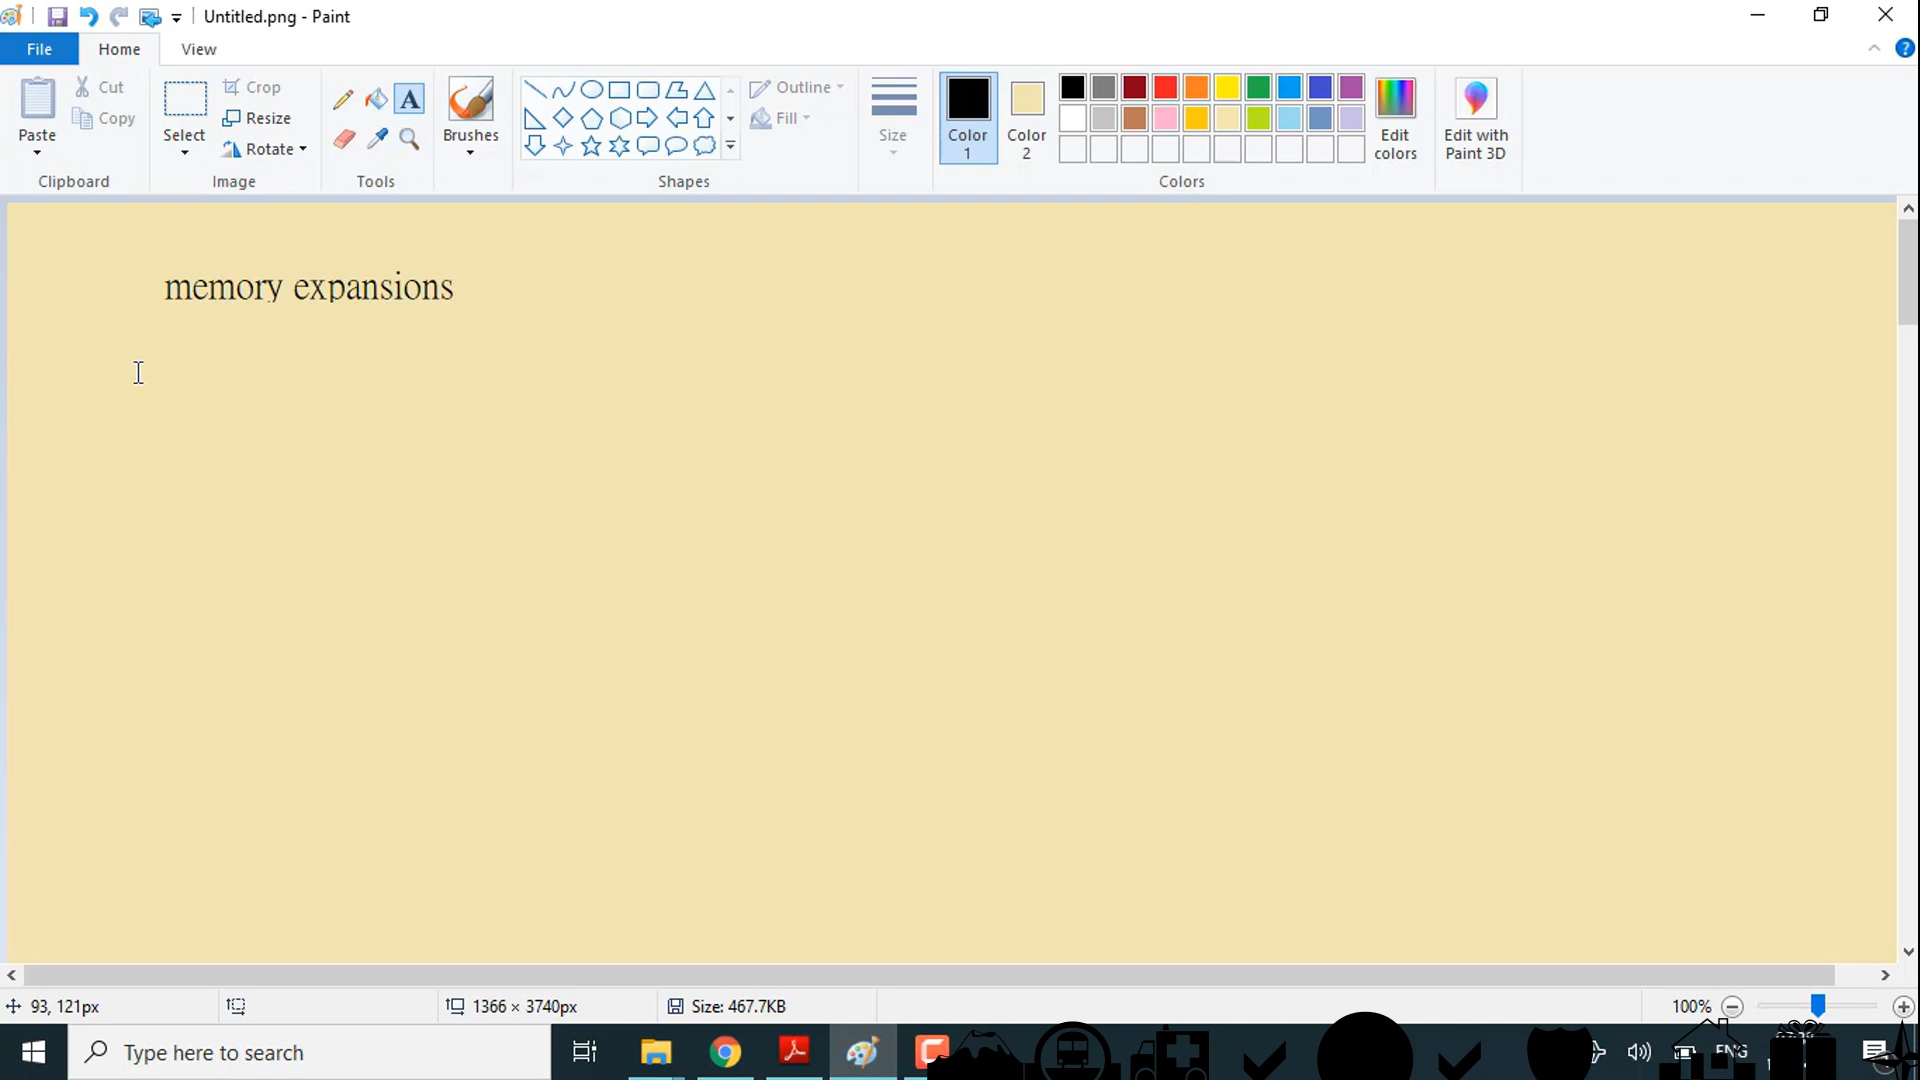 Untitled.png - Paint
File Home View
Paste
Cut
Copy
Clipboard
Select
Crop
Resize
Rotate
Image
Tools
Brushes
Shapes
Outline
Fill
Size
Color 1
Color 2
Colors
Edit colors
Edit with Paint 3D
memory expansions
93, 121px
1366 × 3740px
Size: 467.7KB
100%
Type here to search
ENG